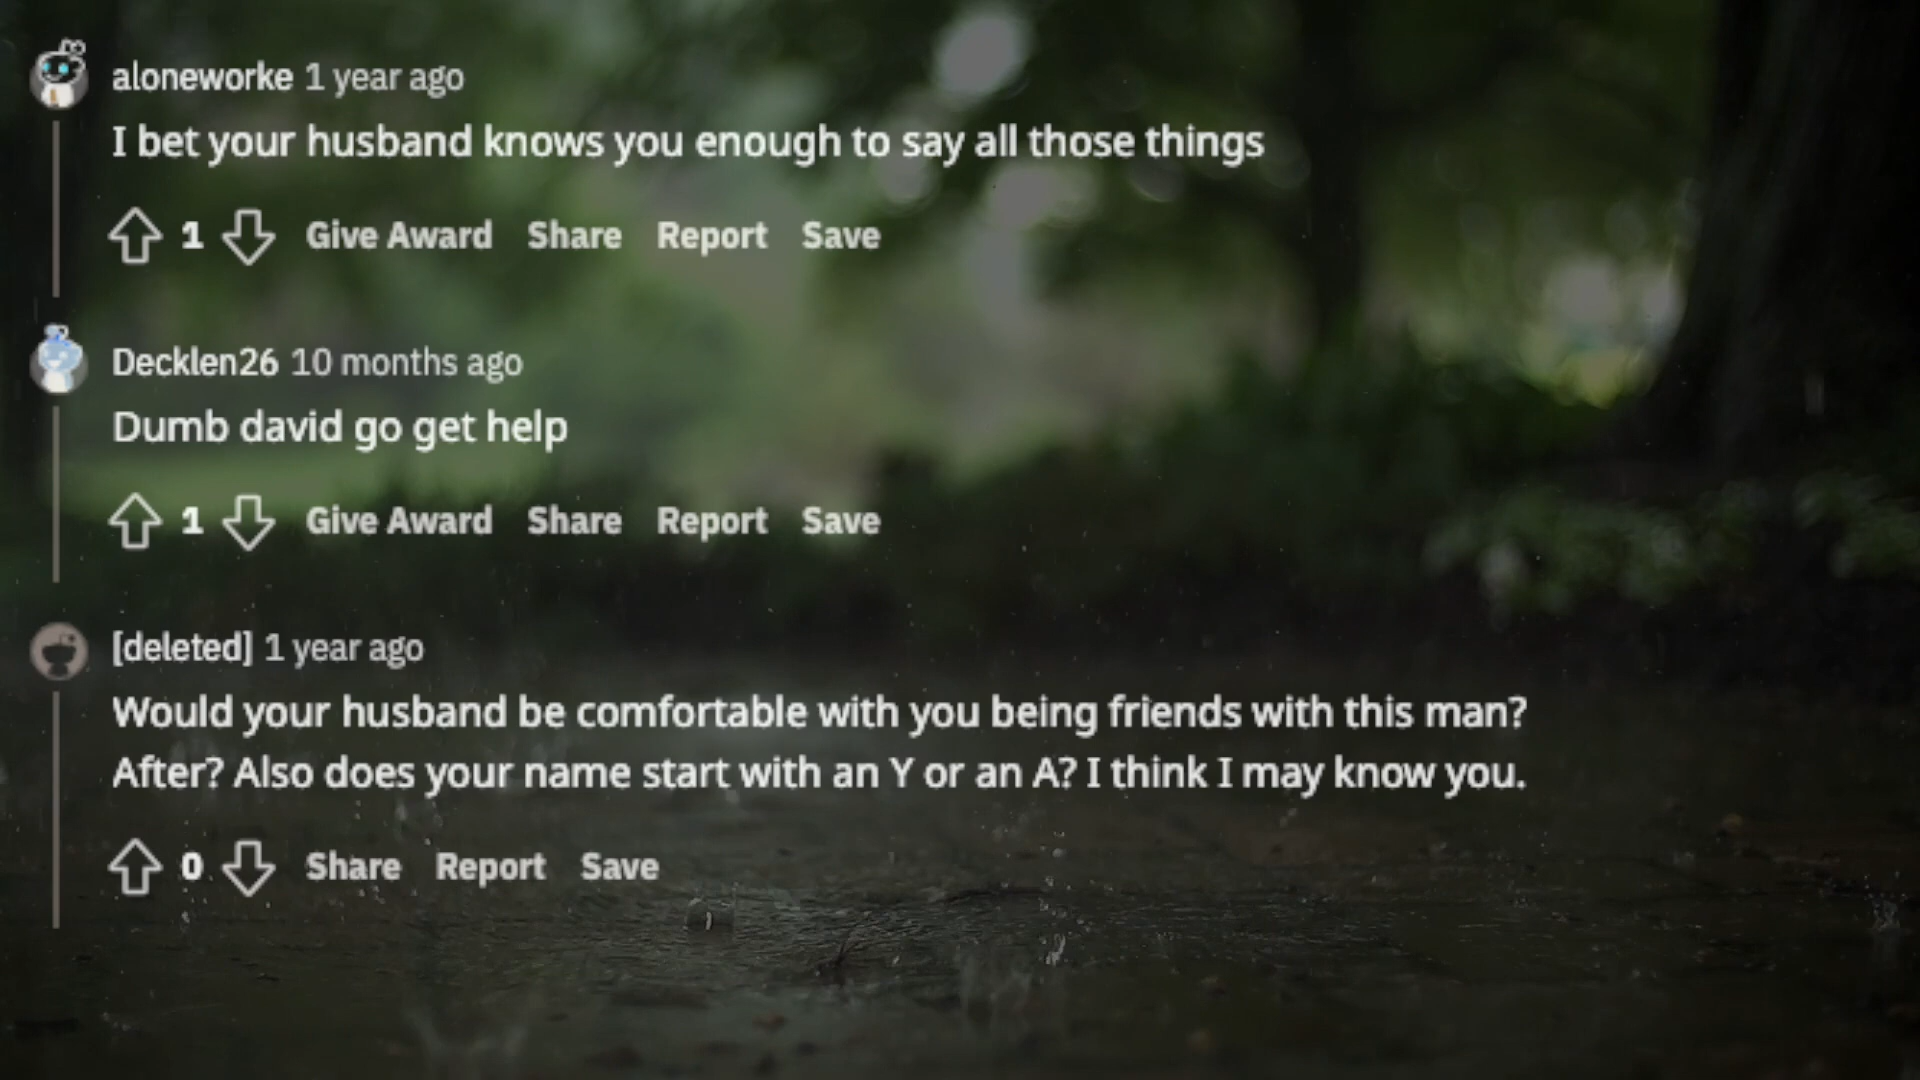 aloneworke 1 year ago
I bet your husband knows you enough to say all those things
1 Give Award Share Report Save
Decklen26 10 months ago
Dumb david go get help
1 Give Award Share Report Save
[deleted] 1 year ago
Would your husband be comfortable with you being friends with this man?
After? Also does your name start with an Y or an A? I think I may know you.
0 Share Report Save